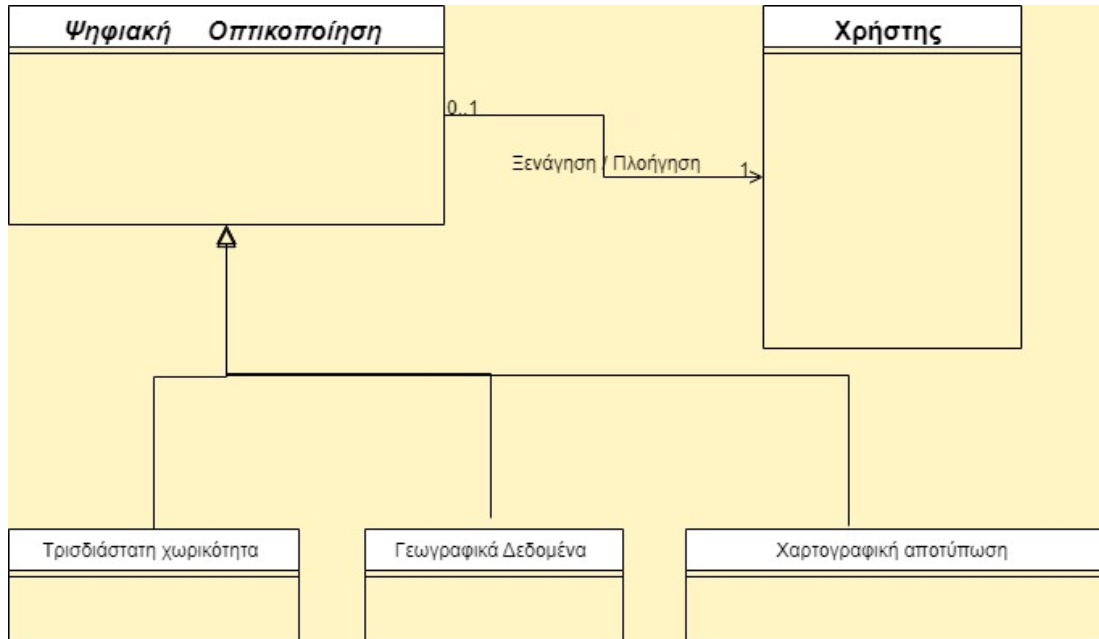 Ψηφιακή Οπτικοποίηση
Χρήστης
0..1
Ξενάγηση / Πλοήγηση
1
Τρισδιάστατη χωρικότητα
Γεωγραφικά Δεδομένα
Χαρτογραφική αποτύπωση